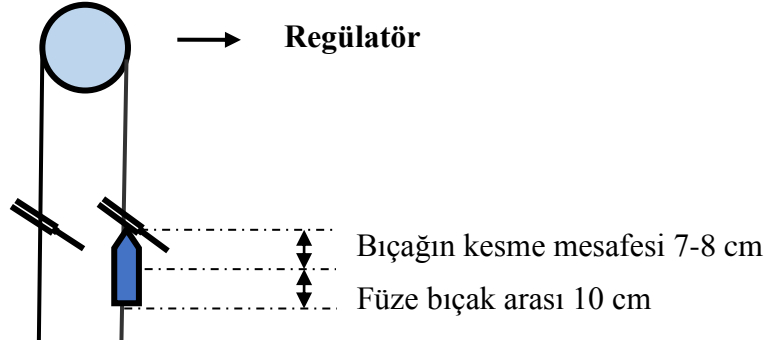 Regülatör
Bıçağın kesme mesafesi 7-8 cm
Füze bıçak arası 10 cm